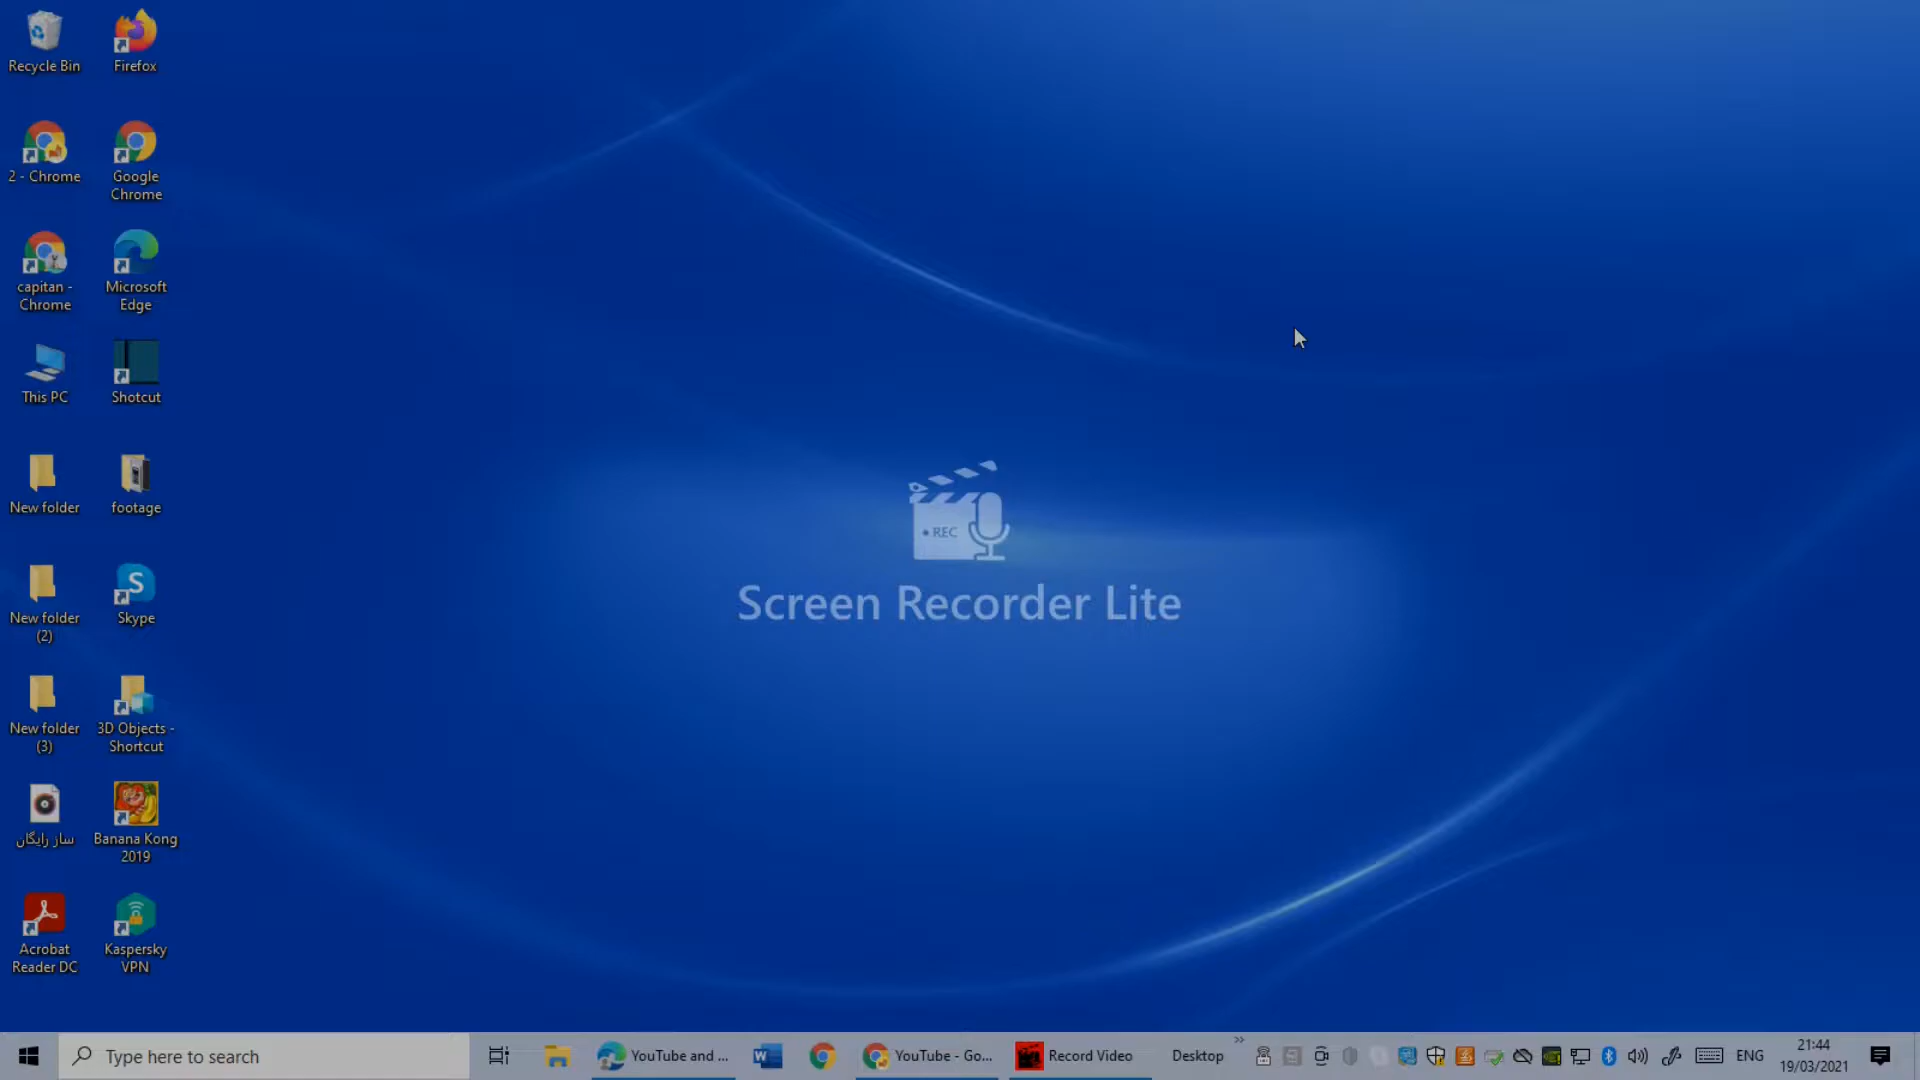 Recycle Bin
Firefox
2 - Chrome
Google
Chrome
capitan -
Chrome
Microsoft
Edge
This PC
Shotcut
New folder
footage
New folder
(2)
Skype
New folder
(3)
3D Objects -
Shortcut
ساز رایگان
Banana Kong
2019
Acrobat
Reader DC
Kaspersky
VPN
REC
Screen Recorder Lite
Type here to search
YouTube and ...
YouTube - Go...
Record Video
Desktop
ENG
21:44
19/03/2021